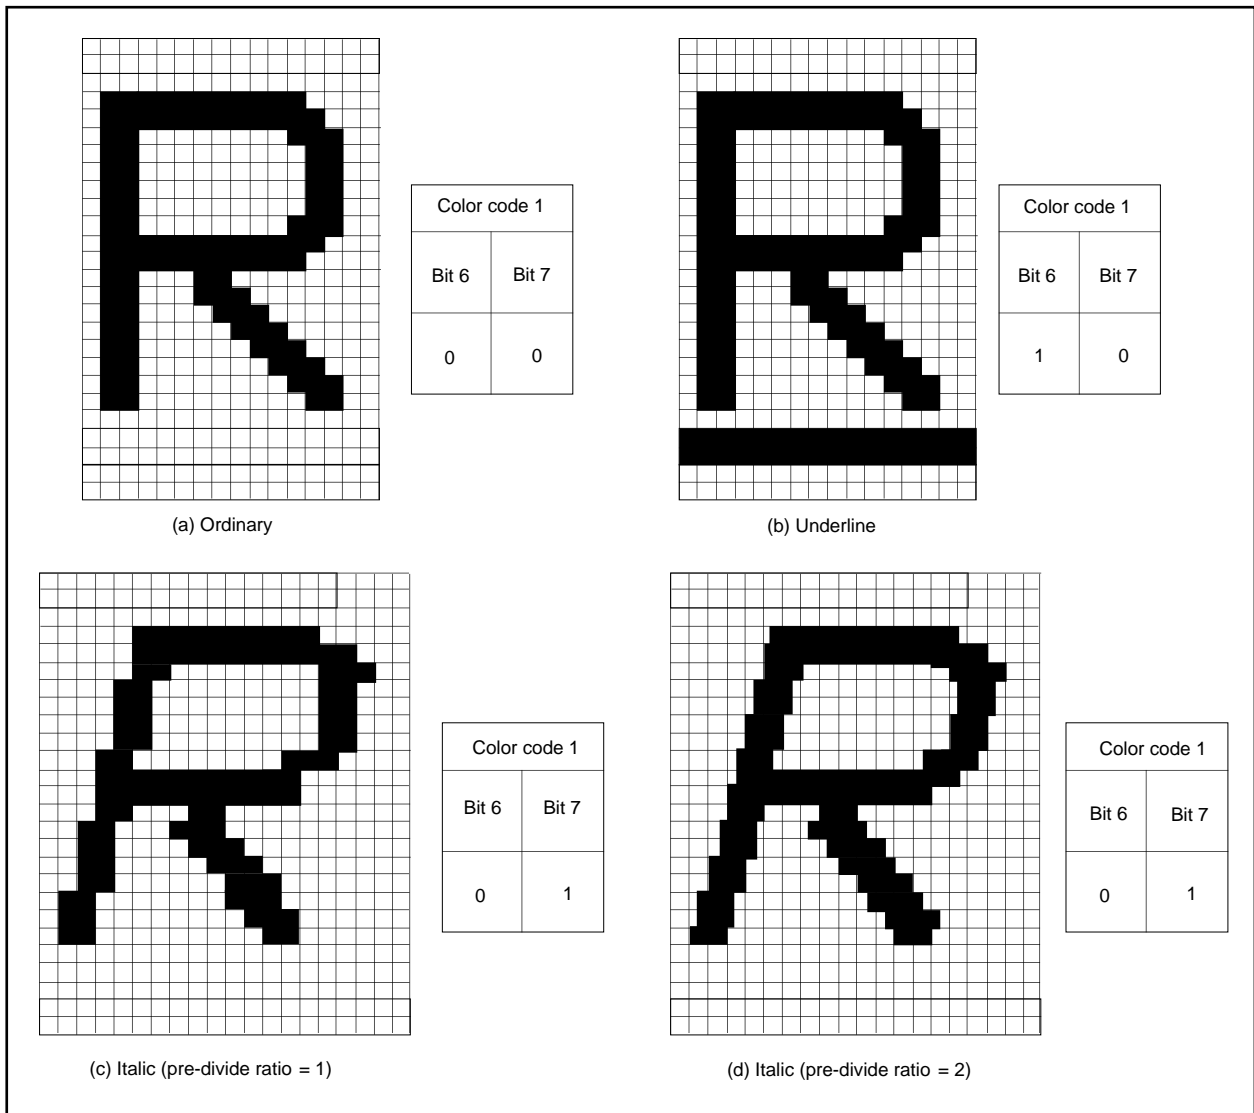 Color code 1
Bit 6 Bit 7
0 0
(a) Ordinary
Color code 1
Bit 6 Bit 7
1 0
(b) Underline
Color code 1
Bit 6 Bit 7
0 1
(c) Italic (pre-divide ratio = 1)
Color code 1
Bit 6 Bit 7
0 1
(d) Italic (pre-divide ratio = 2)